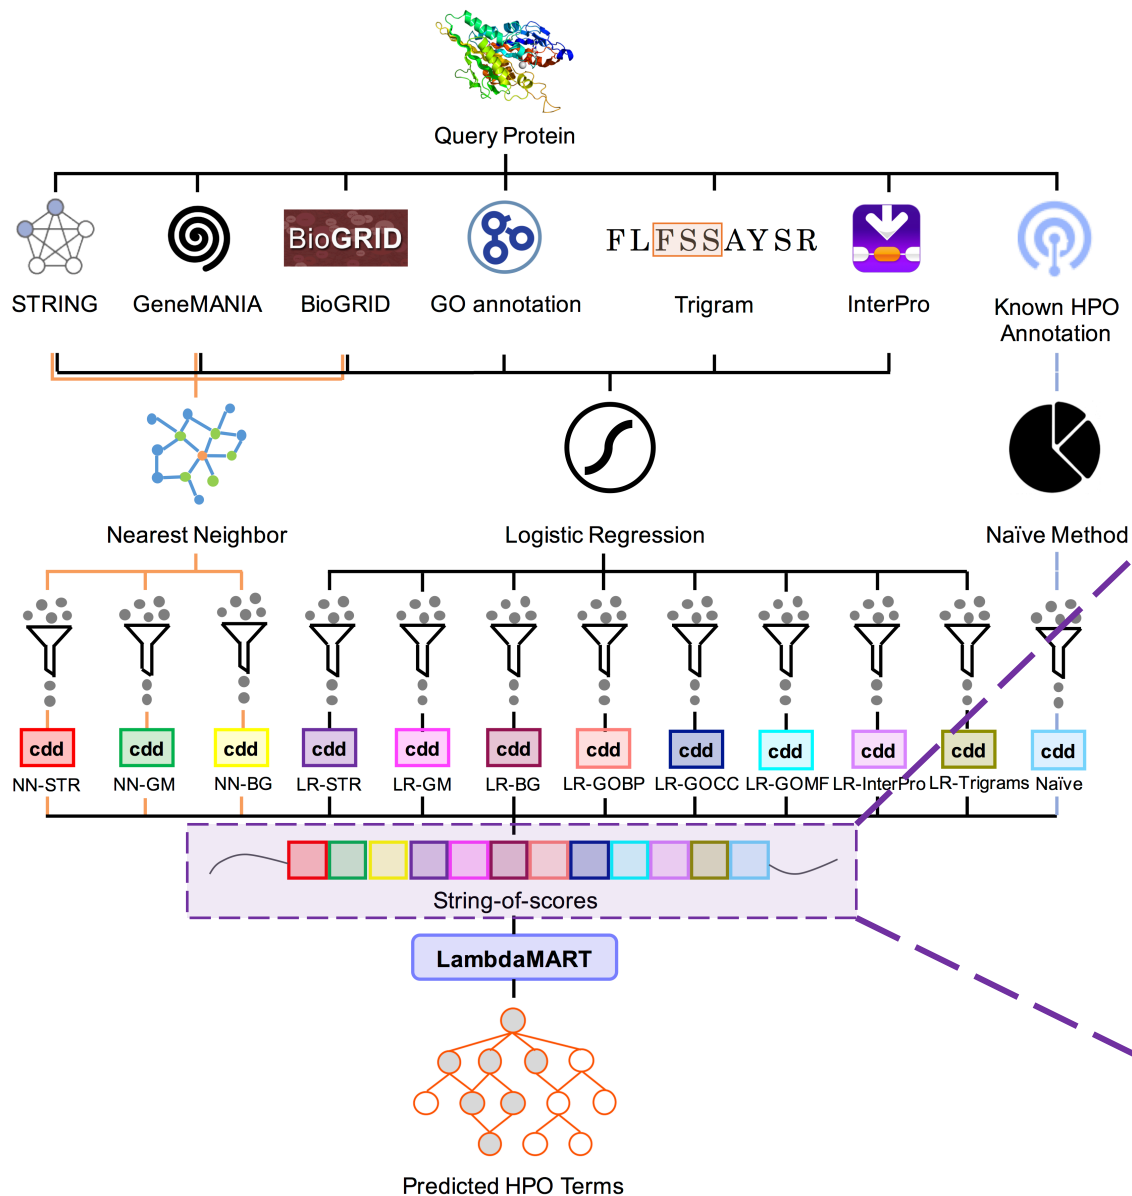 Query Protein
BioGRID
FLFSSAYSR
STRING
GeneMANIA
BioGRID
GO annotation
Trigram
InterPro
Known HPO
Annotation
Nearest Neighbor
Logistic Regression
Naïve Method
cdd cdd cdd cdd cdd cdd cdd cdd cdd cdd cdd cdd
NN-STR NN-GM NN-BG LR-STR LR-GM LR-BG LR-GOBP LR-GOCC LR-GOMF LR-InterPro LR-Trigrams Naïve
String-of-scores
LambdaMART
Predicted HPO Terms